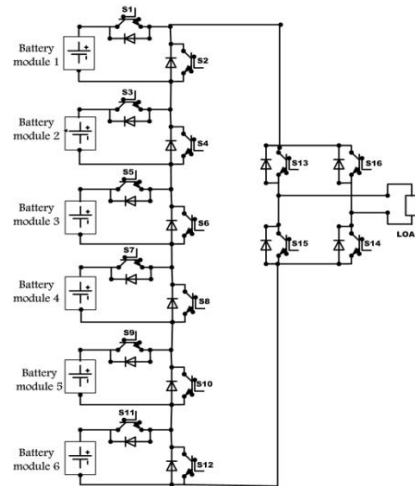 S1
Battery
module 1
S2
S3
Battery
module 2
S4
S5
Battery
module 3
S6
S7
Battery
module 4
S8
S9
Battery
module 5
S10
S11
Battery
module 6
S12
S13
S16
S15
S14
LOA